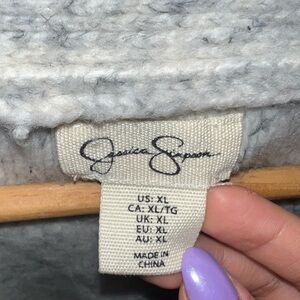 Jessica Simpson
US: XL
CA: XL/TG
UK: XL
EU: XL
AU: XL
MADE IN
CHINA